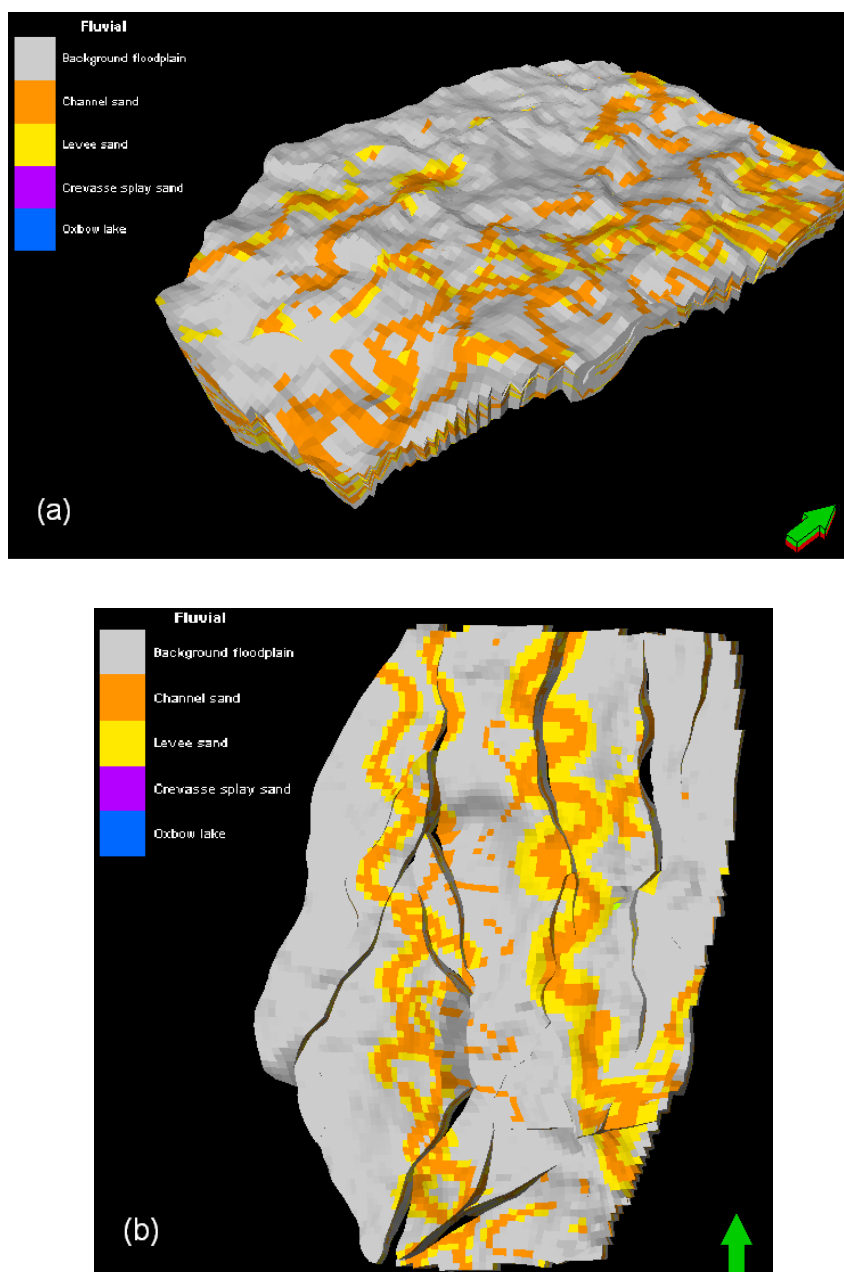 Fluvial
Background floodplain
Channel sand
Levee sand
Crevasse splay sand
Oxbow lake
(a)
Fluvial
Background floodplain
Channel sand
Levee sand
Crevasse splay sand
Oxbow lake
(b)